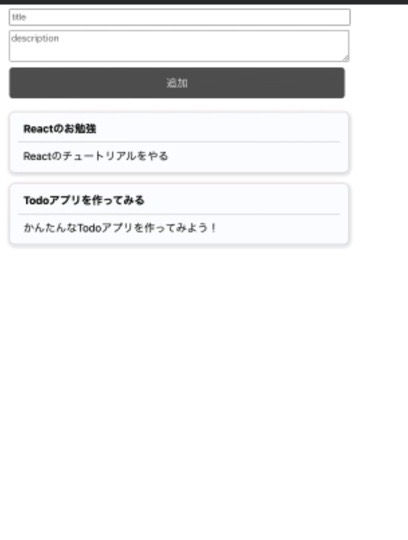 title
description
追加
Reactのお勉強
Reactのチュートリアルをやる
Todoアプリを作ってみる
かんたんなTodoアプリを作ってみよう！